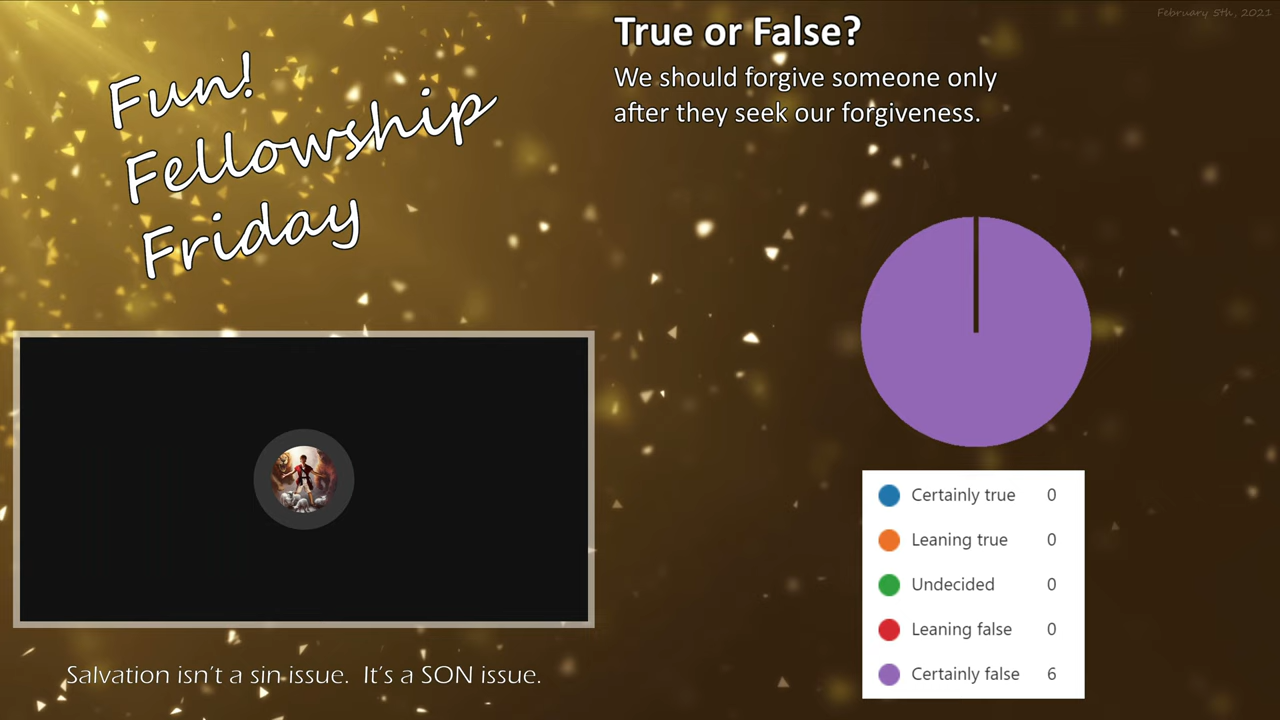 Fun!
Fellowship
Friday
True or False?
We should forgive someone only
after they seek our forgiveness.
February 5th, 2021
Certainly true 0
Leaning true 0
Undecided 0
Leaning false 0
Certainly false 6
Salvation isn't a sin issue. It's a SON issue.